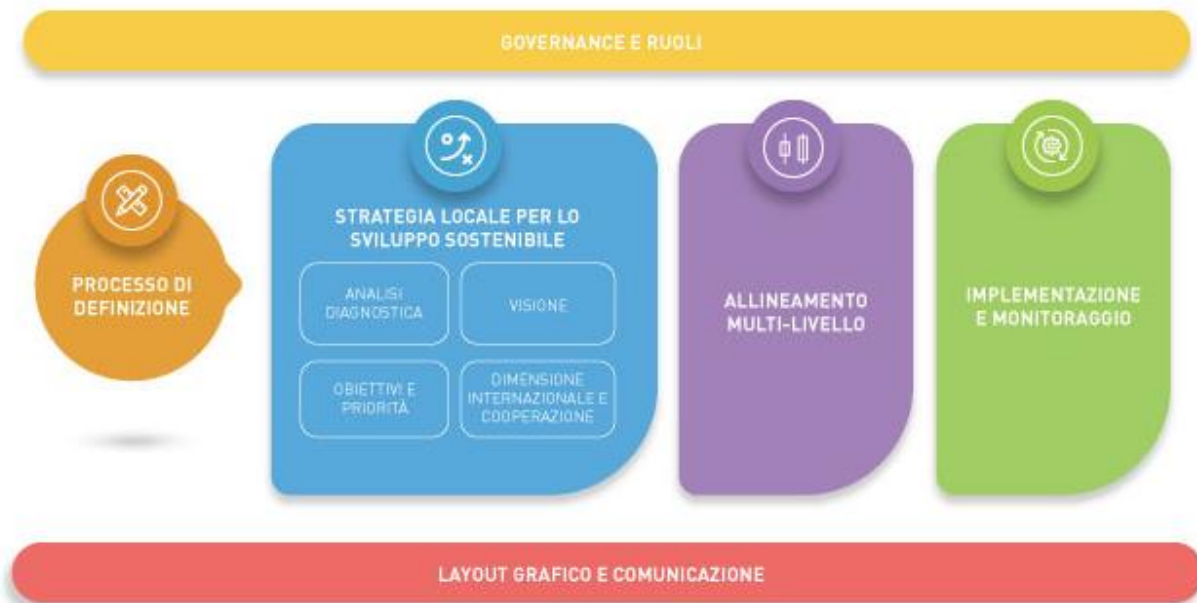 GOVERNANCE E RUOLI
PROCESSO DI
DEFINIZIONE
STRATEGIA LOCALE PER LO
SVILUPPO SOSTENIBILE
ANALISI
DIAGNOSTICA
VISIONE
OBIETTIVI E
PRIORITÀ
DIMENSIONE
INTERNAZIONALE E
COOPERAZIONE
ALLINEAMENTO
MULTI-LIVELLO
IMPLEMENTAZIONE
E MONITORAGGIO
LAYOUT GRAFICO E COMUNICAZIONE